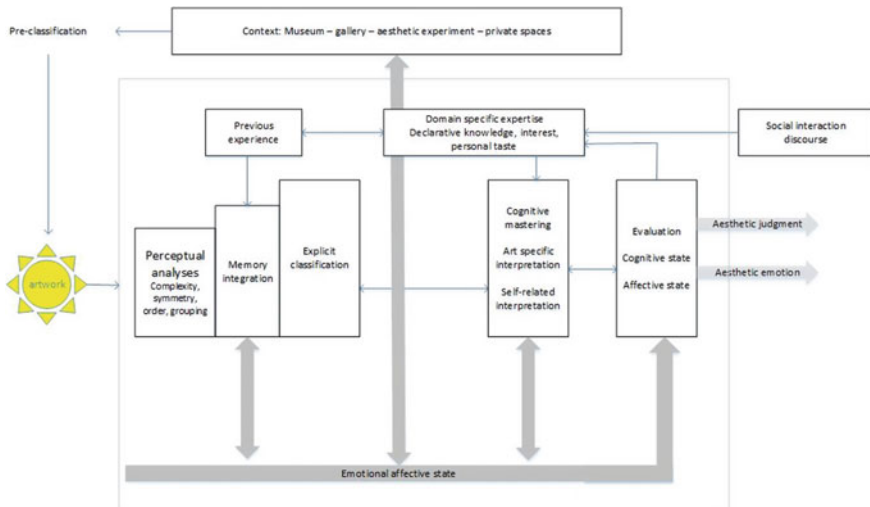 Pre-classification
Context: Museum – gallery – aesthetic experiment – private spaces
Previous
experience
Domain specific expertise
Declarative knowledge, interest,
personal taste
Social interaction
discourse
artwork
Perceptual
analyses
Complexity,
symmetry,
order, grouping
Memory
integration
Explicit
classification
Cognitive
mastering
Art specific
interpretation
Self-related
interpretation
Evaluation
Cognitive state
Affective state
Aesthetic judgment
Aesthetic emotion
Emotional affective state